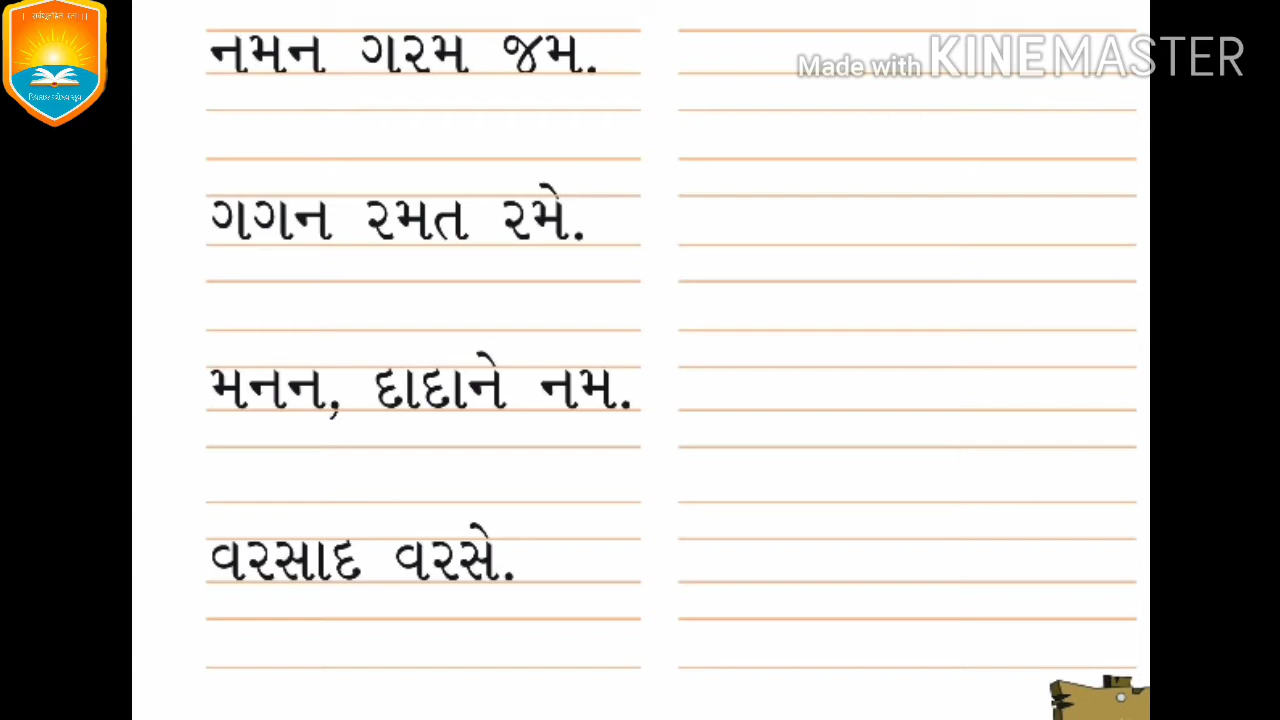 નમન ગરમ જમ.
Made with KINEMASTER
ગગન રમત રમે.
મનન, દાદાને નમ.
વરસાદ વરસે.